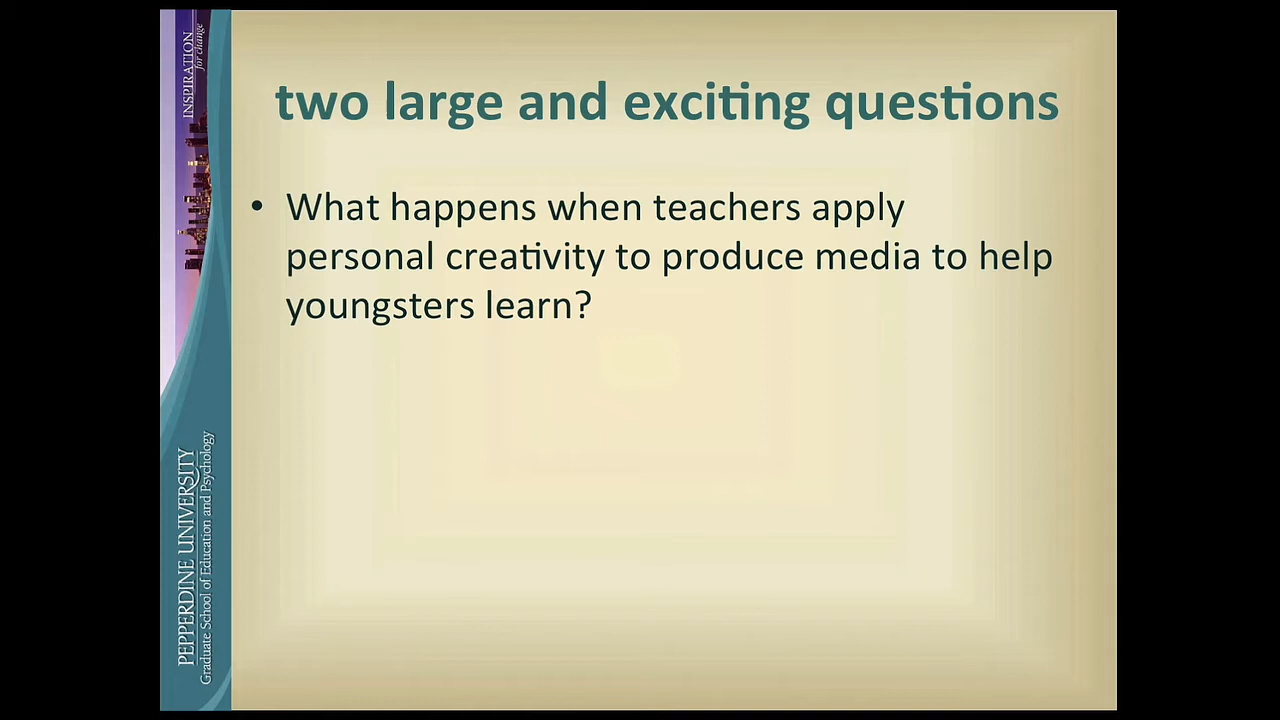 two large and exciting questions
• What happens when teachers apply
personal creativity to produce media to help
youngsters learn?
INSPIRATION
for change
PEPPERDINE UNIVERSITY
Graduate School of Education and Psychology